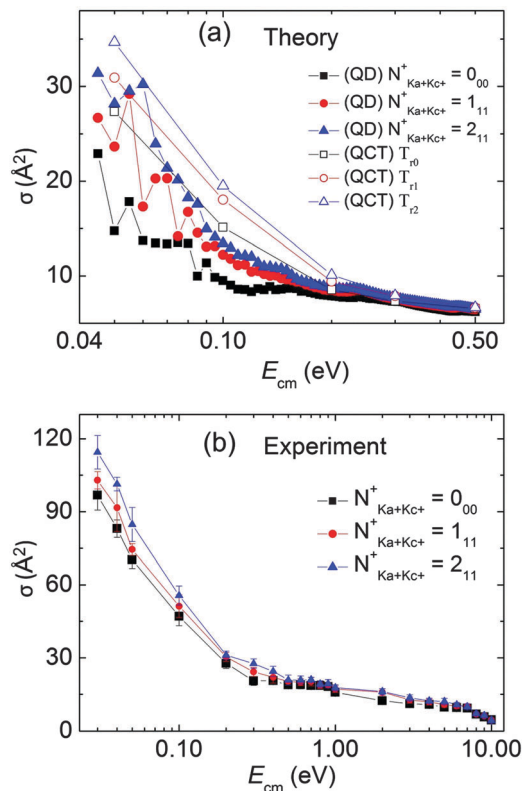 (a) Theory
30
20
10
σ (Å²)
(QD) N⁺Ka+Kc+ = 0₀₀
(QD) N⁺Ka+Kc+ = 1₁₁
(QD) N⁺Ka+Kc+ = 2₁₁
(QCT) Tr0
(QCT) Tr1
(QCT) Tr2
0.04 0.10 0.50
Ecm (eV)
(b) Experiment
120
90
60
30
0
σ (Å²)
N⁺Ka+Kc+ = 0₀₀
N⁺Ka+Kc+ = 1₁₁
N⁺Ka+Kc+ = 2₁₁
0.10 1.00 10.00
Ecm (eV)